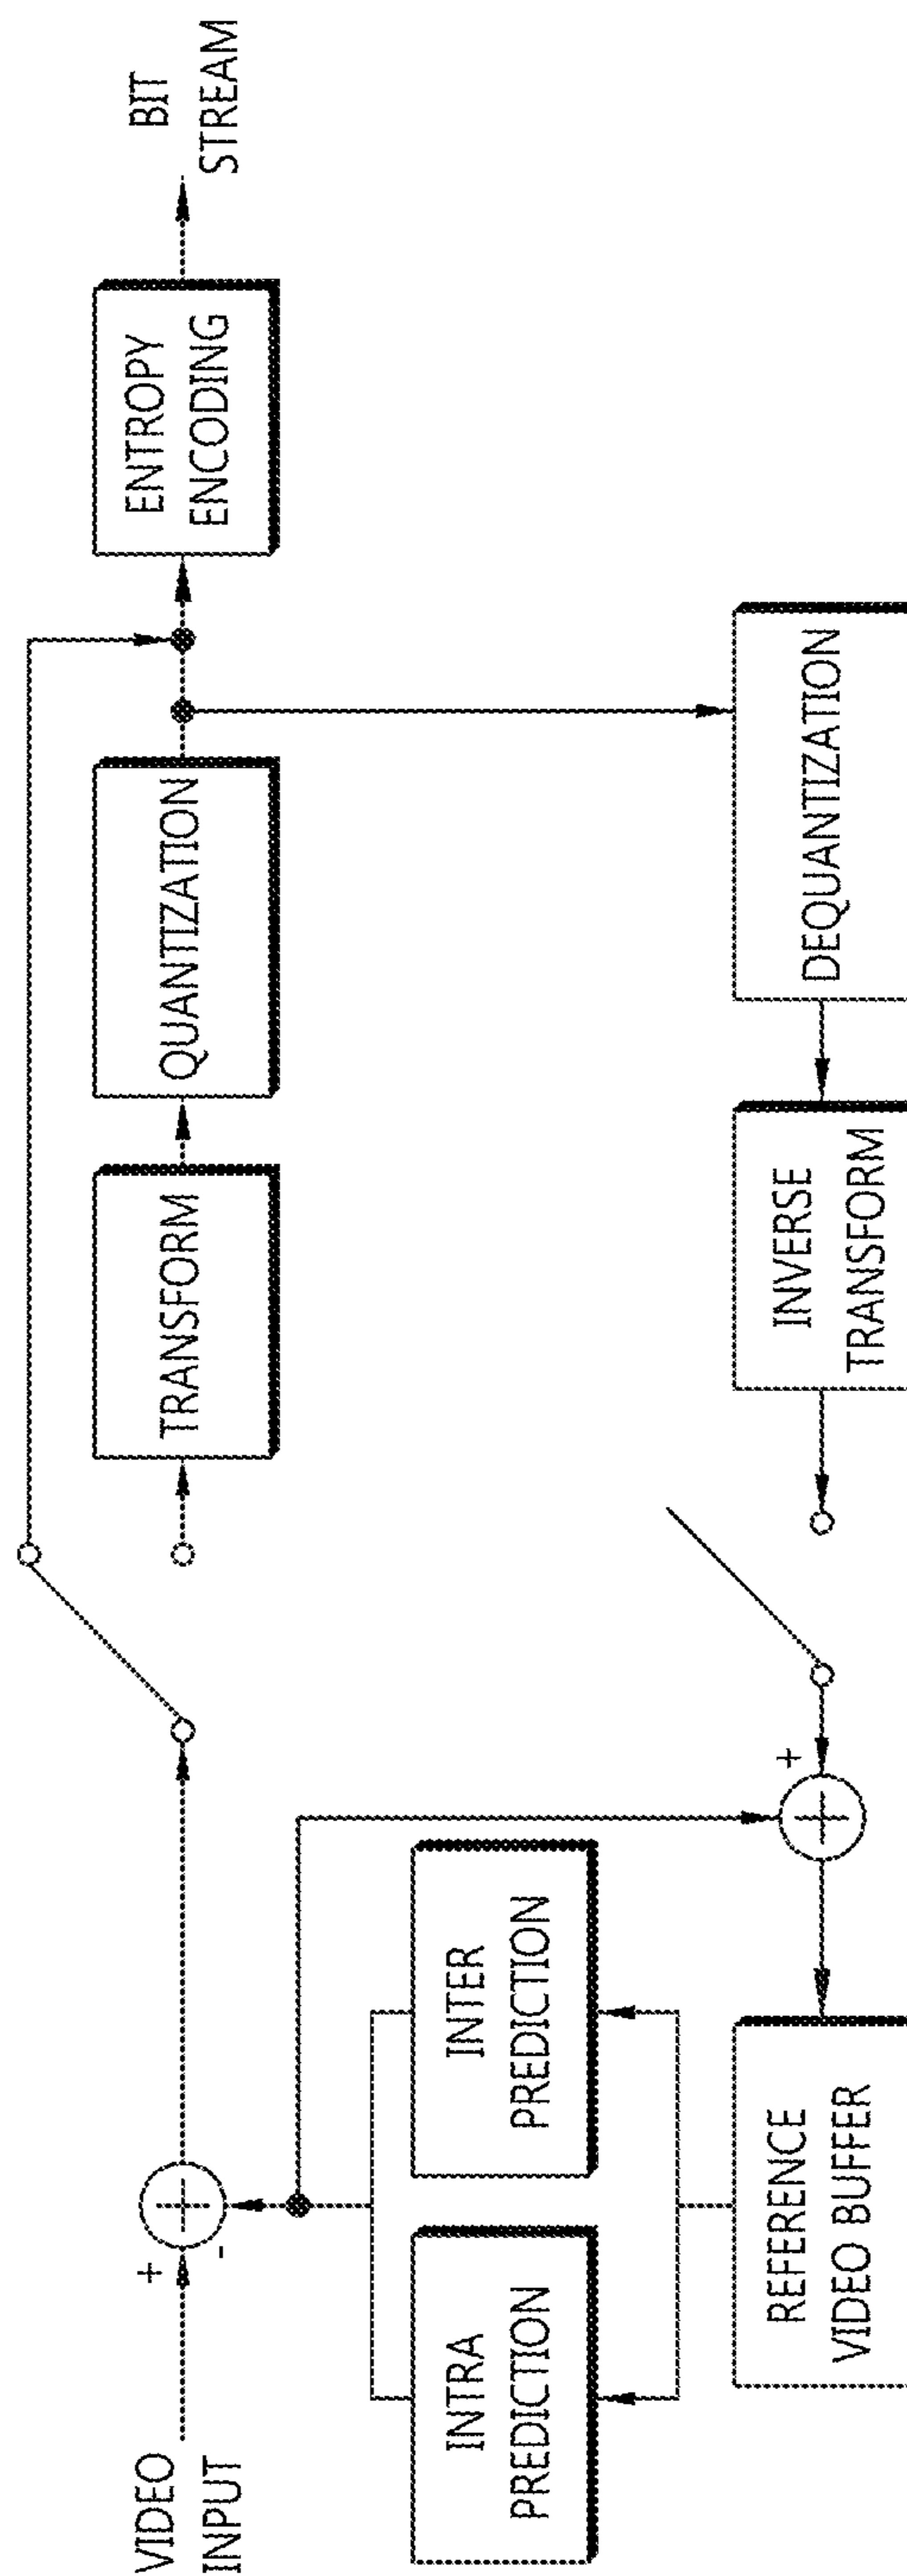 VIDEO
INPUT
+
-
TRANSFORM
QUANTIZATION
ENTROPY
ENCODING
BIT
STREAM
INTRA
PREDICTION
INTER
PREDICTION
+
REFERENCE
VIDEO BUFFER
INVERSE
TRANSFORM
DEQUANTIZATION